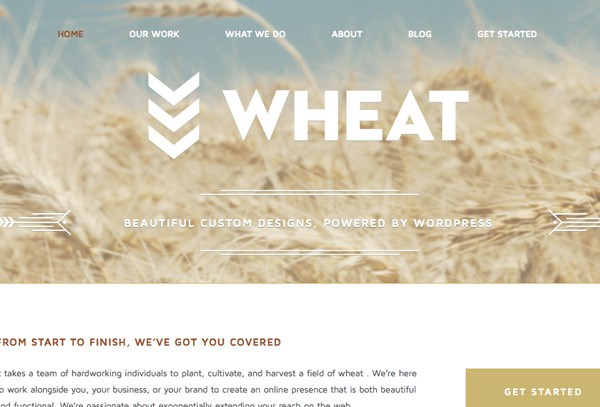 HOME OUR WORK WHAT WE DO ABOUT BLOG GET STARTED
WHEAT
BEAUTIFUL CUSTOM DESIGNS, POWERED BY WORDPRESS
FROM START TO FINISH, WE'VE GOT YOU COVERED
t takes a team of hardworking individuals to plant, cultivate, and harvest a field of wheat . We're here
o work alongside you, your business, or your brand to create an online presence that is both beautiful
nd functional. We're passionate about exponentially extending your reach on the web
GET STARTED